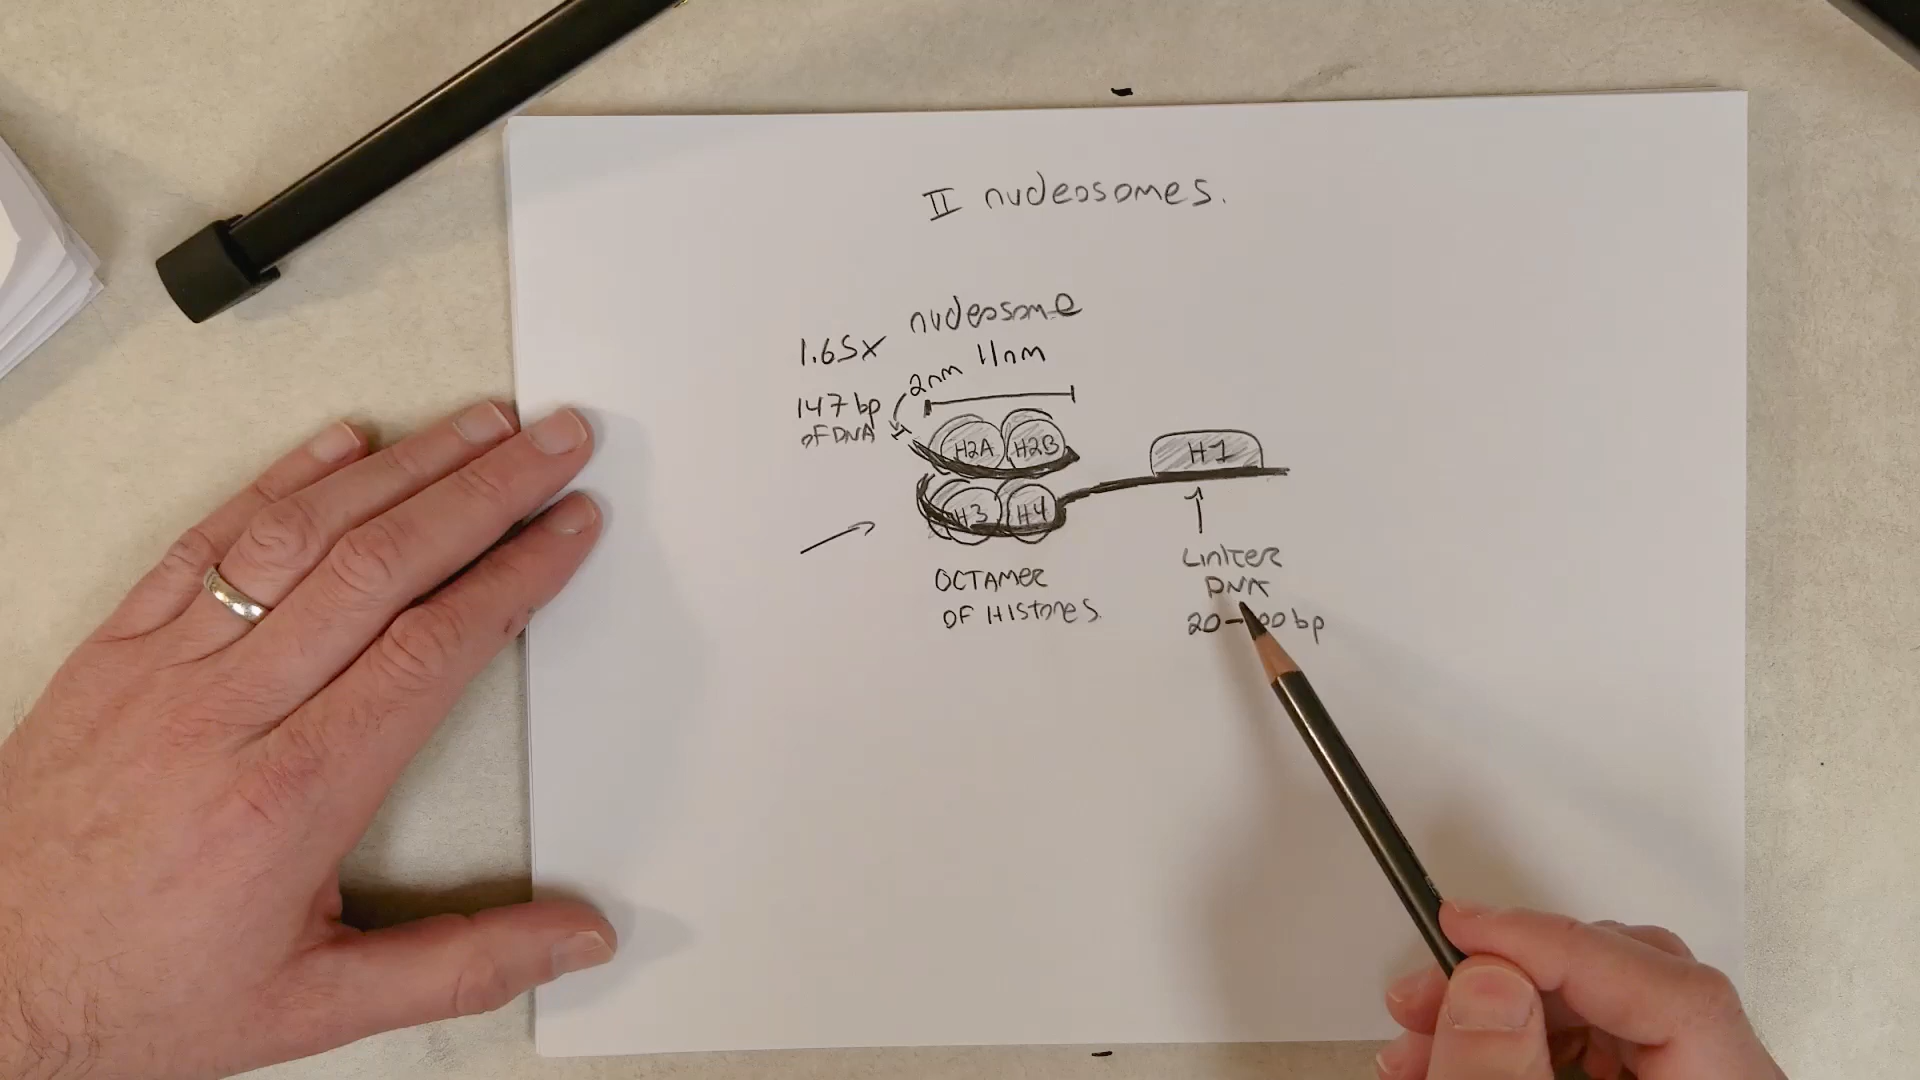 II nucleosomes.
nucleosome
1.65X
11nm
2nm
147 bp
of DNA
H2A H2B
H3 H4
H1
OCTAMER
OF HIstones.
LinkER
DNA
bp